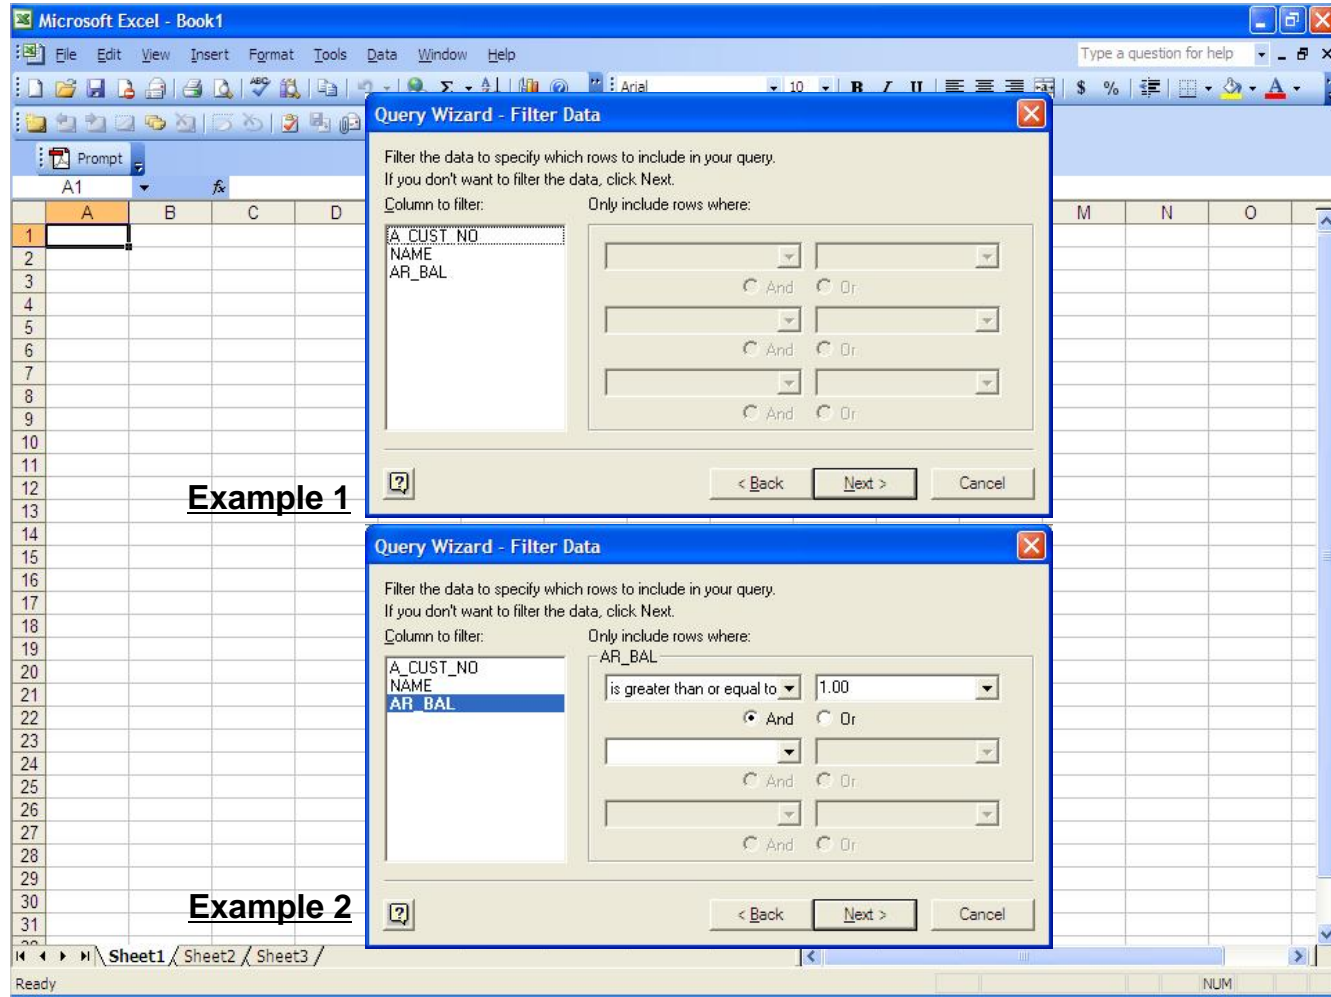 Microsoft Excel - Book1
File Edit View Insert Format Tools Data Window Help
Type a question for help
Arial
10
B I U
$ %
Prompt
A1
fx
A B C D M N O
1
2
3
4
5
6
7
8
9
10
11
12
13
14
15
16
17
18
19
20
21
22
23
24
25
26
27
28
29
30
31
Query Wizard - Filter Data
Filter the data to specify which rows to include in your query.
If you don't want to filter the data, click Next.
Column to filter: Only include rows where:
A_CUST_NO
NAME
AR_BAL
And Or
And Or
And Or
< Back Next > Cancel
Example 1
Query Wizard - Filter Data
Filter the data to specify which rows to include in your query.
If you don't want to filter the data, click Next.
Column to filter: Only include rows where:
A_CUST_NO
NAME
AR_BAL
AR_BAL
is greater than or equal to 1.00
And Or
And Or
And Or
< Back Next > Cancel
Example 2
Sheet1 Sheet2 Sheet3
Ready
NUM